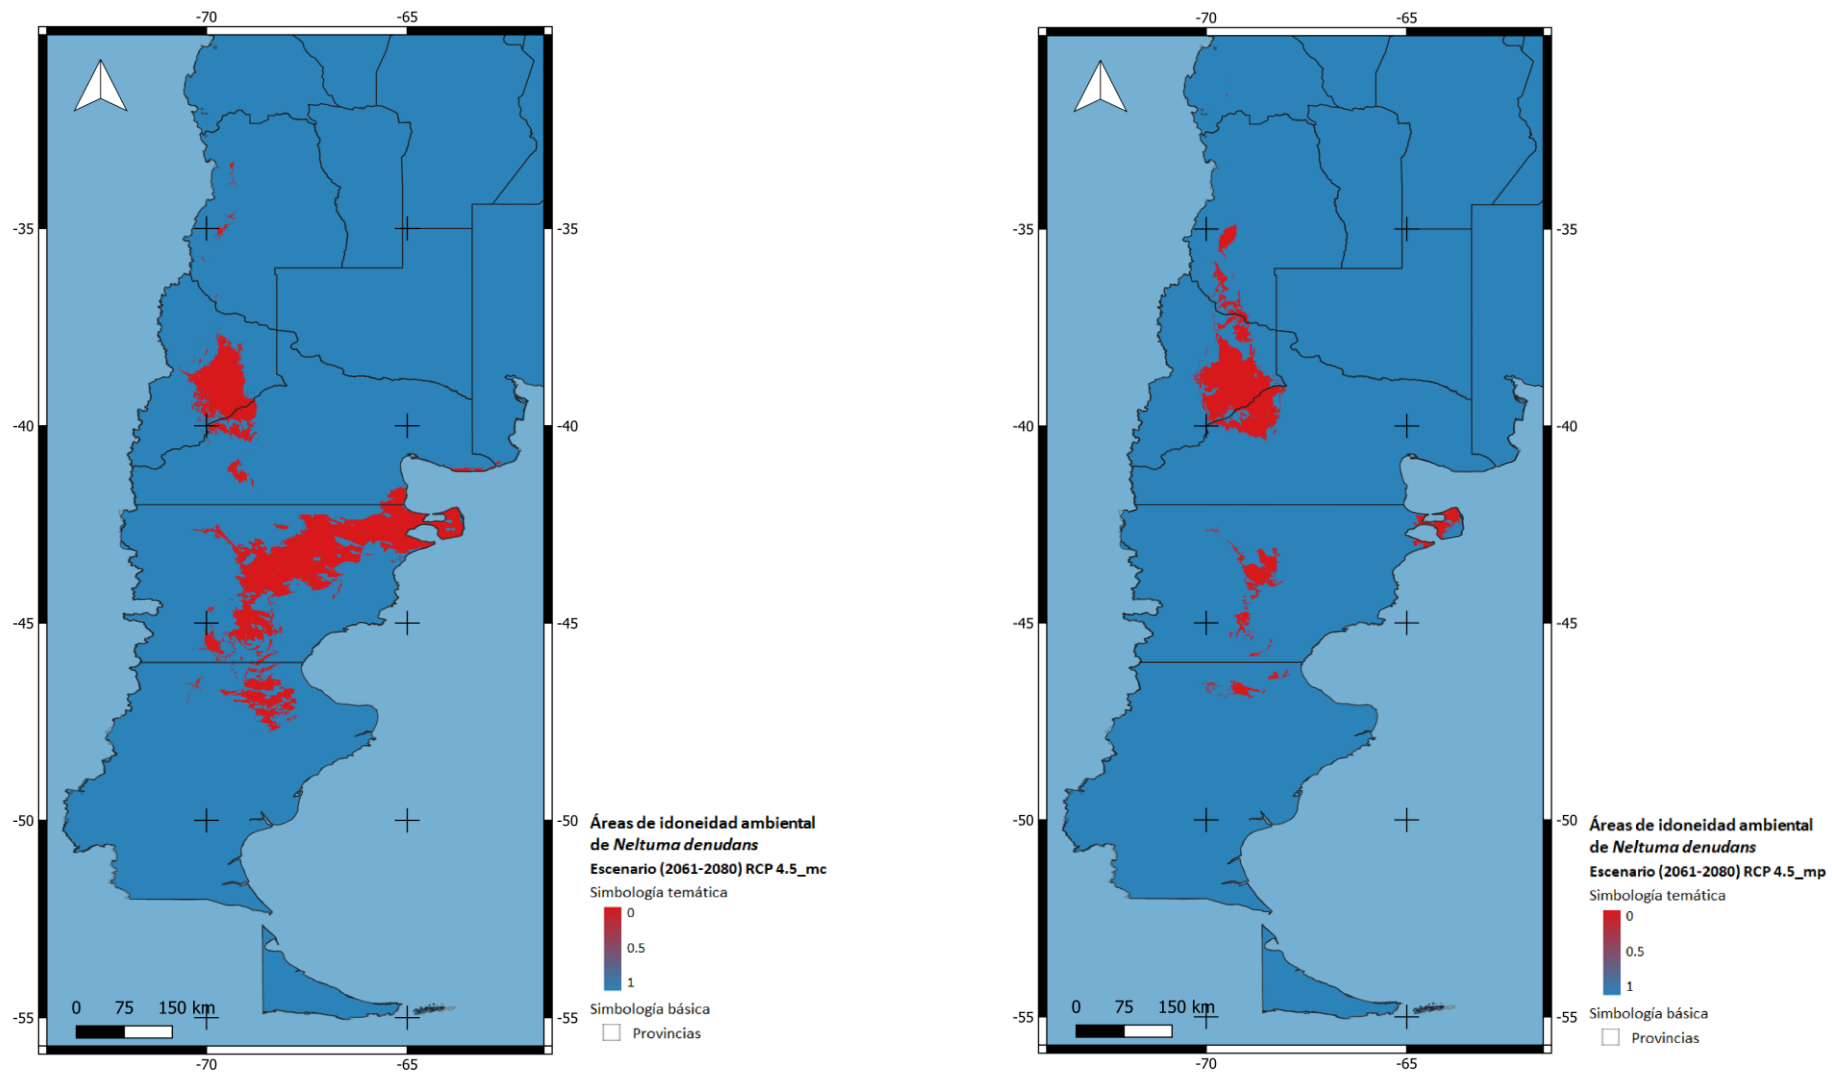 -70 -65
-35 -35
-40 -40
-45 -45
-50 -50
-55 -55
-70 -65
0 75 150 km
Áreas de idoneidad ambiental
de Neltuma denudans
Escenario (2061-2080) RCP 4.5_mc
Simbología temática
0
0.5
1
Simbología básica
Provincias
-70 -65
-35 -35
-40 -40
-45 -45
-50 -50
-55 -55
-70 -65
0 75 150 km
Áreas de idoneidad ambiental
de Neltuma denudans
Escenario (2061-2080) RCP 4.5_mp
Simbología temática
0
0.5
1
Simbología básica
Provincias